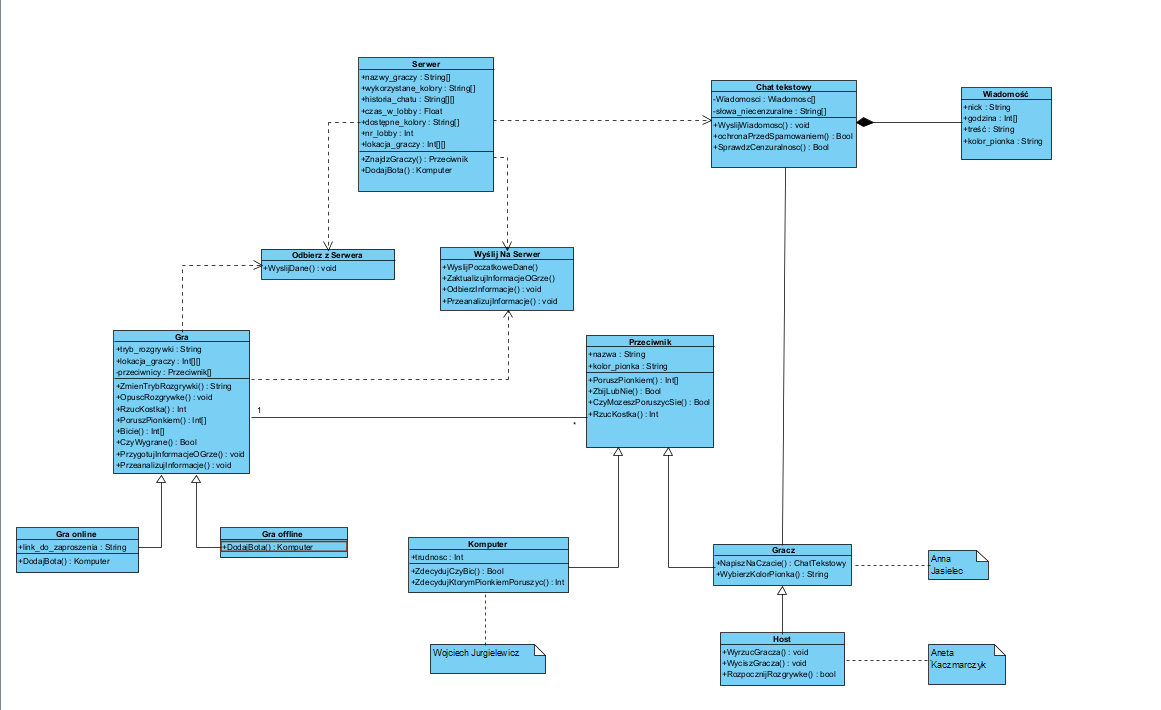 Serwer
+nazwy_graczy : String[]
+wykorzystane_kolory : String[]
+historia_chatu : String[][]
+czas_w_lobby : Float
+dostępne_kolory : String[]
+nr_lobby : Int
+lokacja_graczy : Int[][]
+ZnajdzGraczy() : Przeciwnik
+DodajBota() : Komputer
Chat tekstowy
-Wiadomosci : Wiadomosc[]
-słowa_niecenzuralne : String[]
+WyslijWiadomosc() : void
+ochronaPrzedSpamowaniem() : Bool
+SprawdzCenzuralnosc() : Bool
Wiadomość
+nick : String
+godzina : Int[]
+treść : String
+kolor_pionka : String
Odbierz z Serwera
+WyslijDane() : void
Wyślij Na Serwer
+WyslijPoczatkoweDane()
+ZaktualizujInformacjeOGrze()
+OdbierzInformacje() : void
+PrzeanalizujInformacje() : void
Gra
+tryb_rozgrywki : String
+lokacja_graczy : Int[][]
-przeciwnicy : Przeciwnik[]
+ZmienTrybRozgrywki() : String
+OpuscRozgrywke() : void
+RzucKostka() : Int
+PoruszPionkiem() : Int[]
+Bicie() : Int[]
+CzyWygrane() : Bool
+PrzygotujInformacjeOGrze() : void
+PrzeanalizujInformacje() : void
1
*
Przeciwnik
+nazwa : String
+kolor_pionka : String
+PoruszPionkiem() : Int[]
+ZbijLubNie() : Bool
+CzyMozeszPoruszycSie() : Bool
+RzucKostka() : Int
Gra online
+link_do_zaproszenia : String
+DodajBota() : Komputer
Gra offline
+DodajBota() : Komputer
Komputer
+trudnosc : Int
+ZdecydujCzyBic() : Bool
+ZdecydujKtorymPionkiemPoruszyc() : Int
Gracz
+NapiszNaCzacie() : ChatTekstowy
+WybierzKolorPionka() : String
Anna
Jasielec
Host
+WyrzucGracza() : void
+WyciszGracza() : void
+RozpocznijRozgrywke() : bool
Wojciech Jurgielewicz
Aneta
Kaczmarczyk